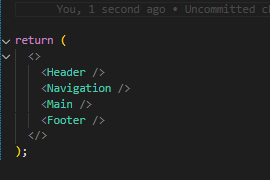 You, 1 second ago • Uncommitted
return (
<>
<Header />
<Navigation />
<Main />
<Footer />
</>
);